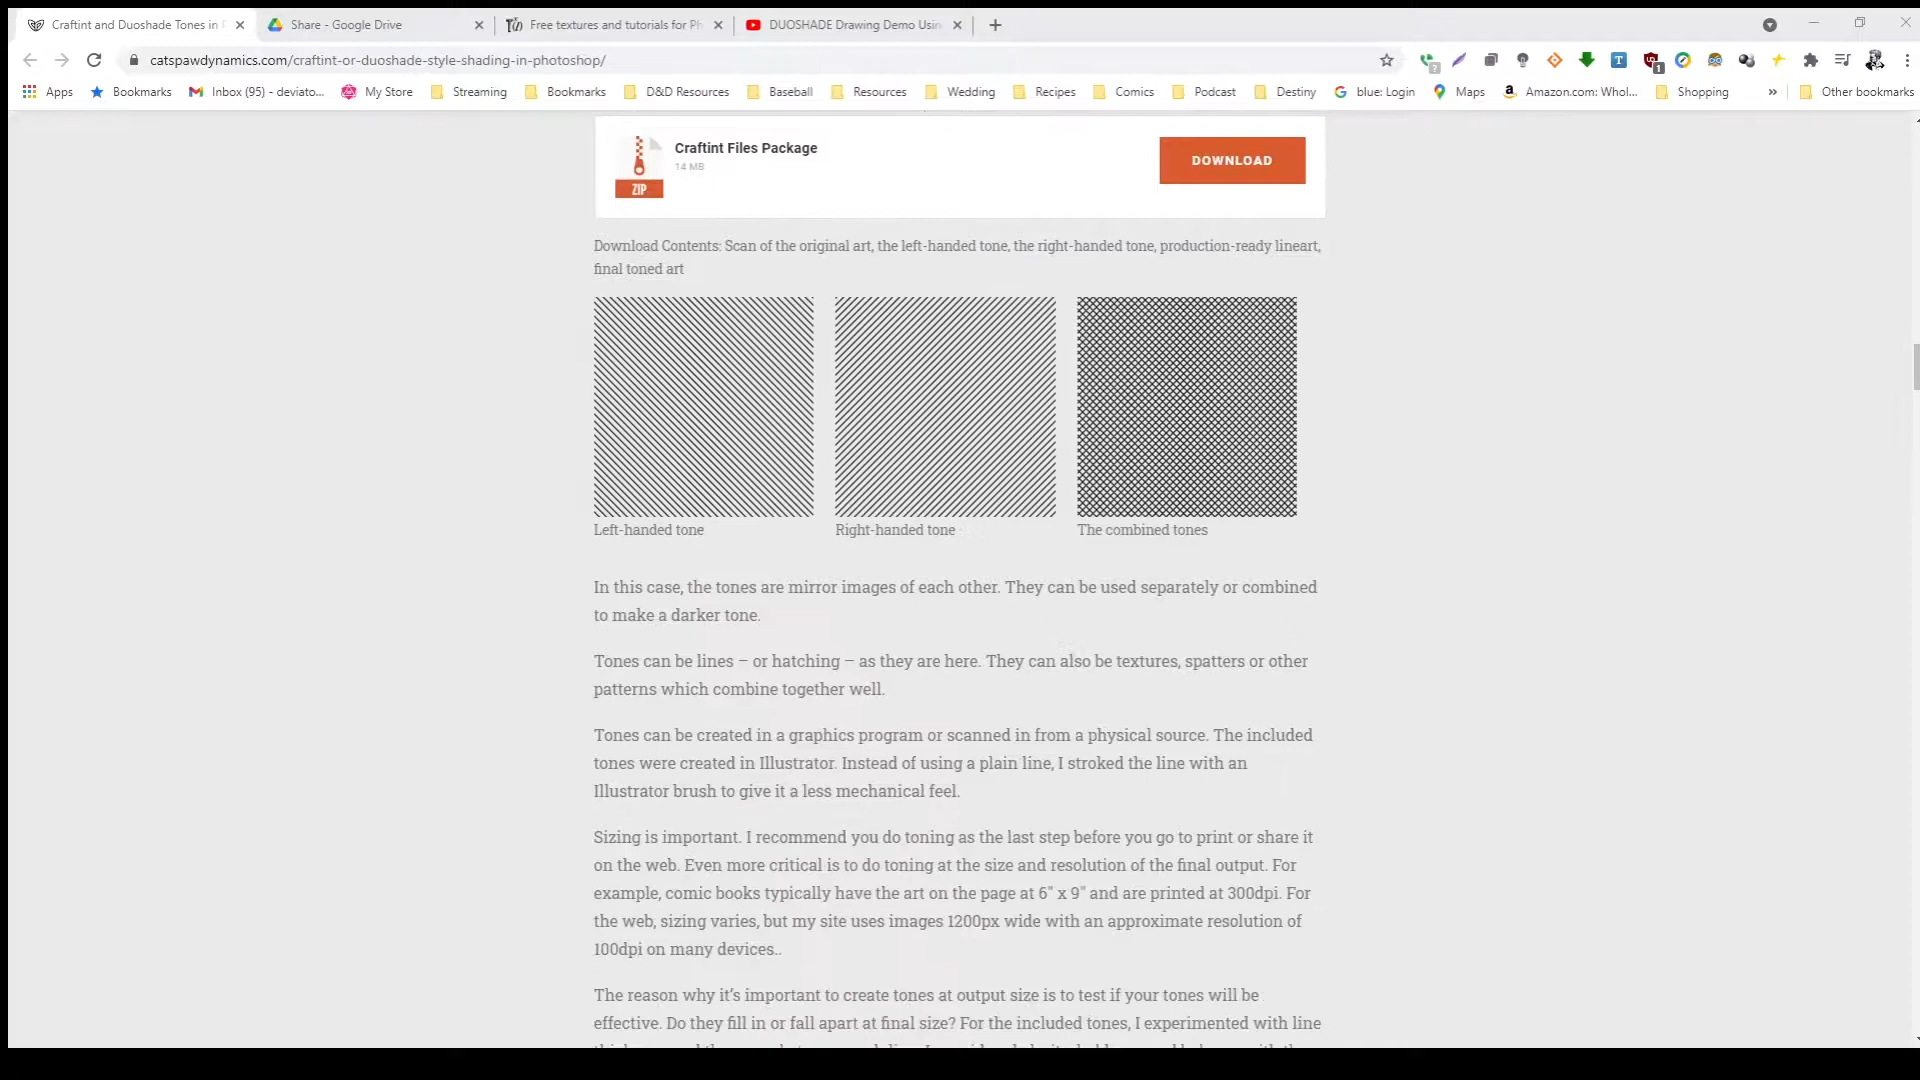 Craftint and Duoshade Tones in
Share - Google Drive
Free textures and tutorials for Ph
DUOSHADE Drawing Demo Usin
catspawdynamics.com/craftint-or-duoshade-style-shading-in-photoshop/
Apps
Bookmarks
Inbox (95) - deviato...
My Store
Streaming
Bookmarks
D&D Resources
Baseball
Resources
Wedding
Recipes
Comics
Podcast
Destiny
blue: Login
Maps
Amazon.com: Whol...
Shopping
»
Other bookmarks
Craftint Files Package
14 MB
ZIP
DOWNLOAD
Download Contents: Scan of the original art, the left-handed tone, the right-handed tone, production-ready lineart,
final toned art
Left-handed tone
Right-handed tone
The combined tones
In this case, the tones are mirror images of each other. They can be used separately or combined
to make a darker tone.
Tones can be lines – or hatching – as they are here. They can also be textures, spatters or other
patterns which combine together well.
Tones can be created in a graphics program or scanned in from a physical source. The included
tones were created in Illustrator. Instead of using a plain line, I stroked the line with an
Illustrator brush to give it a less mechanical feel.
Sizing is important. I recommend you do toning as the last step before you go to print or share it
on the web. Even more critical is to do toning at the size and resolution of the final output. For
example, comic books typically have the art on the page at 6" x 9" and are printed at 300dpi. For
the web, sizing varies, but my site uses images 1200px wide with an approximate resolution of
100dpi on many devices..
The reason why it's important to create tones at output size is to test if your tones will be
effective. Do they fill in or fall apart at final size? For the included tones, I experimented with line